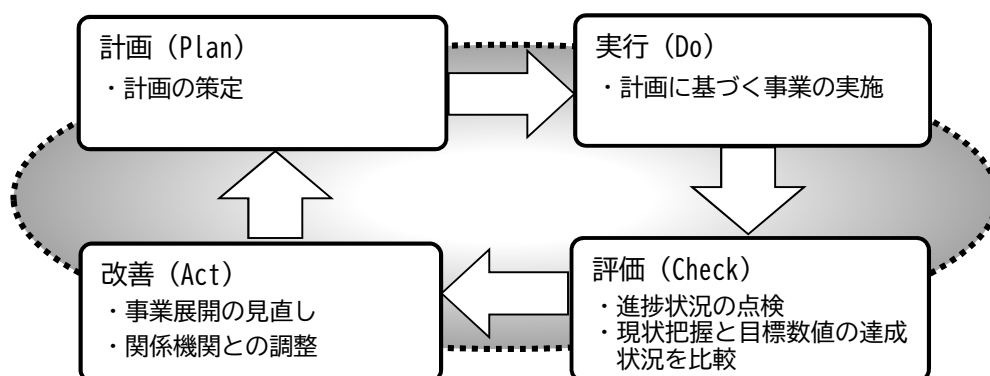 計画（Plan）
・計画の策定
実行（Do）
・計画に基づく事業の実施
改善（Act）
・事業展開の見直し
・関係機関との調整
評価（Check）
・進捗状況の点検
・現状把握と目標数値の達成
状況を比較